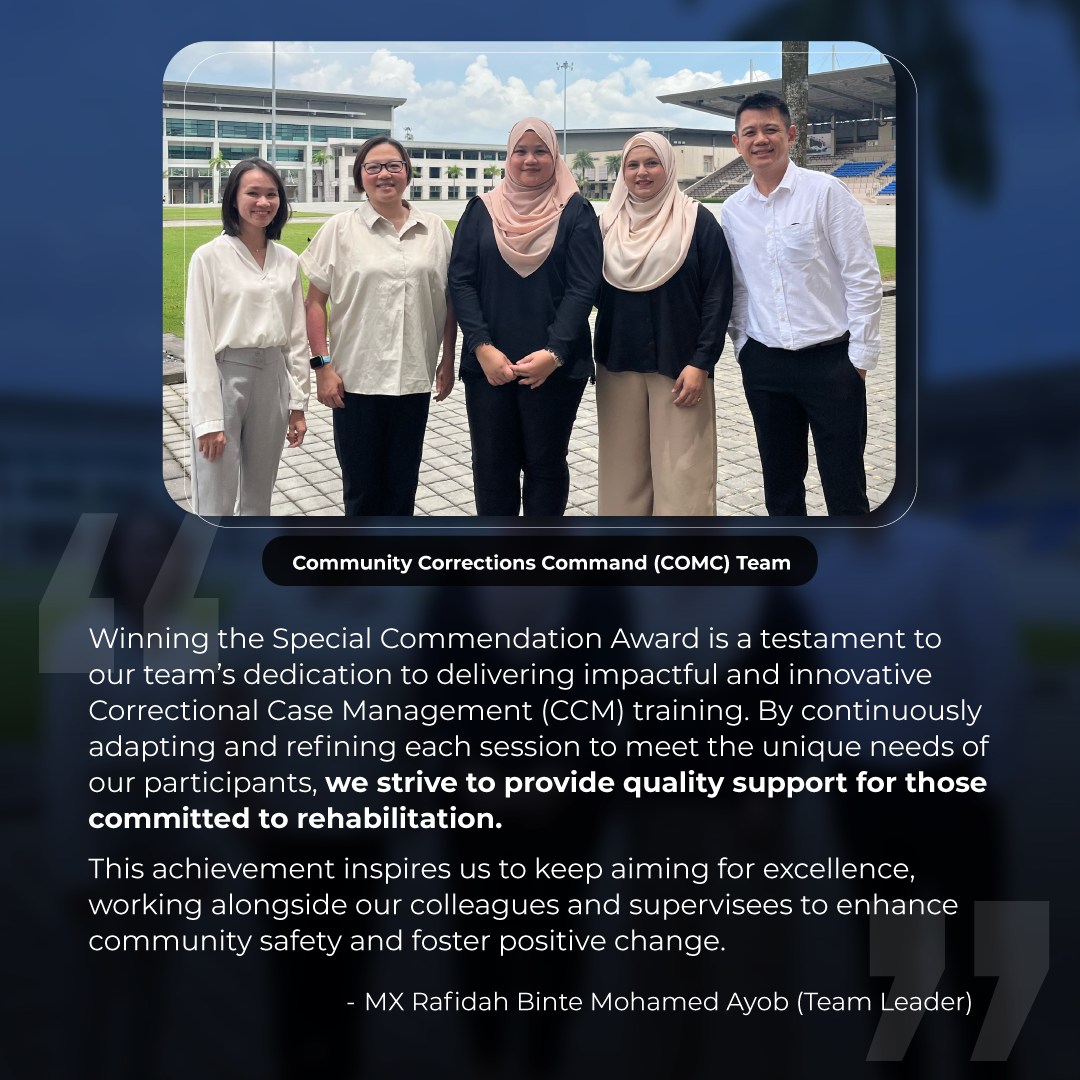 Community Corrections Command (COMC) Team
Winning the Special Commendation Award is a testament to
our team’s dedication to delivering impactful and innovative
Correctional Case Management (CCM) training. By continuously
adapting and refining each session to meet the unique needs of
our participants, we strive to provide quality support for those
committed to rehabilitation.
This achievement inspires us to keep aiming for excellence,
working alongside our colleagues and supervisees to enhance
community safety and foster positive change.
- MX Rafidah Binte Mohamed Ayob (Team Leader)